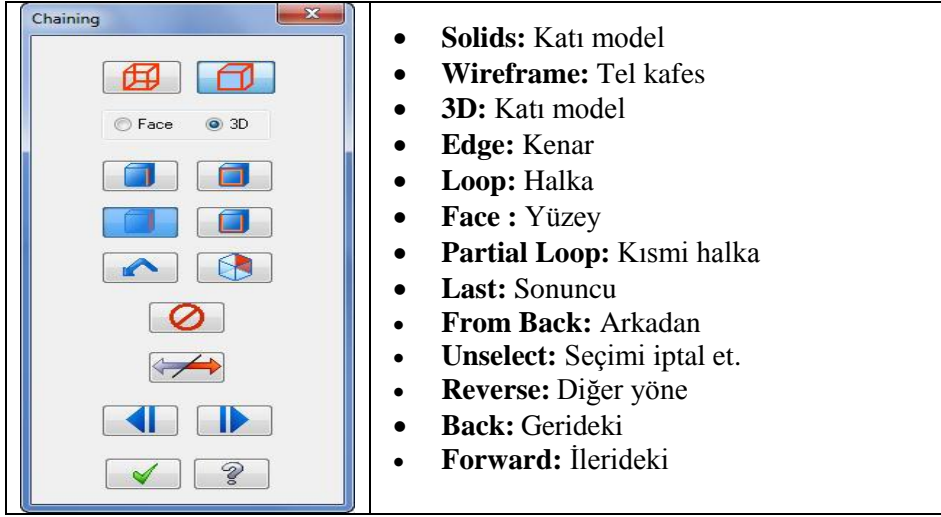 Chaining
Face 3D
• Solids: Katı model
• Wireframe: Tel kafes
• 3D: Katı model
• Edge: Kenar
• Loop: Halka
• Face : Yüzey
• Partial Loop: Kısmi halka
• Last: Sonuncu
• From Back: Arkadan
• Unselect: Seçimi iptal et.
• Reverse: Diğer yöne
• Back: Gerideki
• Forward: İlerideki